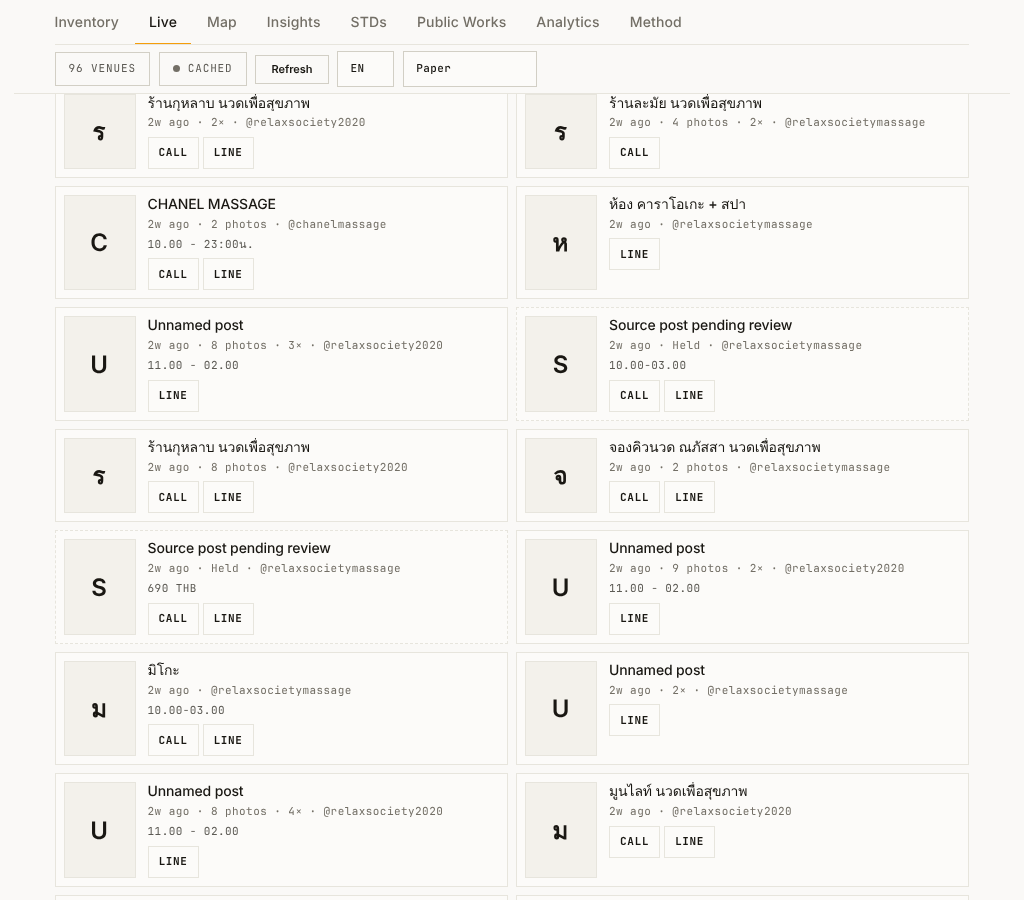 Inventory
Live
Map
Insights
STDs
Public Works
Analytics
Method
96 VENUES
CACHED
Refresh
EN
Paper
ร
ร้านกุหลาบ นวดเพื่อสุขภาพ
2w ago · 2× · @relaxsociety2020
CALL
LINE
ร
ร้านละมัย นวดเพื่อสุขภาพ
2w ago · 4 photos · 2× · @relaxsocietymassage
CALL
C
CHANEL MASSAGE
2w ago · 2 photos · @chanelmassage
10.00 - 23:00น.
CALL
LINE
ห
ห้อง คาราโอเกะ + สปา
2w ago · @relaxsocietymassage
LINE
U
Unnamed post
2w ago · 8 photos · 3× · @relaxsociety2020
11.00 - 02.00
LINE
S
Source post pending review
2w ago · Held · @relaxsocietymassage
10.00-03.00
CALL
LINE
ร
ร้านกุหลาบ นวดเพื่อสุขภาพ
2w ago · 8 photos · @relaxsociety2020
CALL
LINE
จ
จองคิวนวด ณภัสสา นวดเพื่อสุขภาพ
2w ago · 2 photos · @relaxsocietymassage
CALL
LINE
S
Source post pending review
2w ago · Held · @relaxsocietymassage
690 THB
CALL
LINE
U
Unnamed post
2w ago · 9 photos · 2× · @relaxsociety2020
11.00 - 02.00
LINE
ม
มิโกะ
2w ago · @relaxsocietymassage
10.00-03.00
CALL
LINE
U
Unnamed post
2w ago · 2× · @relaxsocietymassage
LINE
U
Unnamed post
2w ago · 8 photos · 4× · @relaxsociety2020
11.00 - 02.00
LINE
ม
มูนไลท์ นวดเพื่อสุขภาพ
2w ago · @relaxsociety2020
CALL
LINE